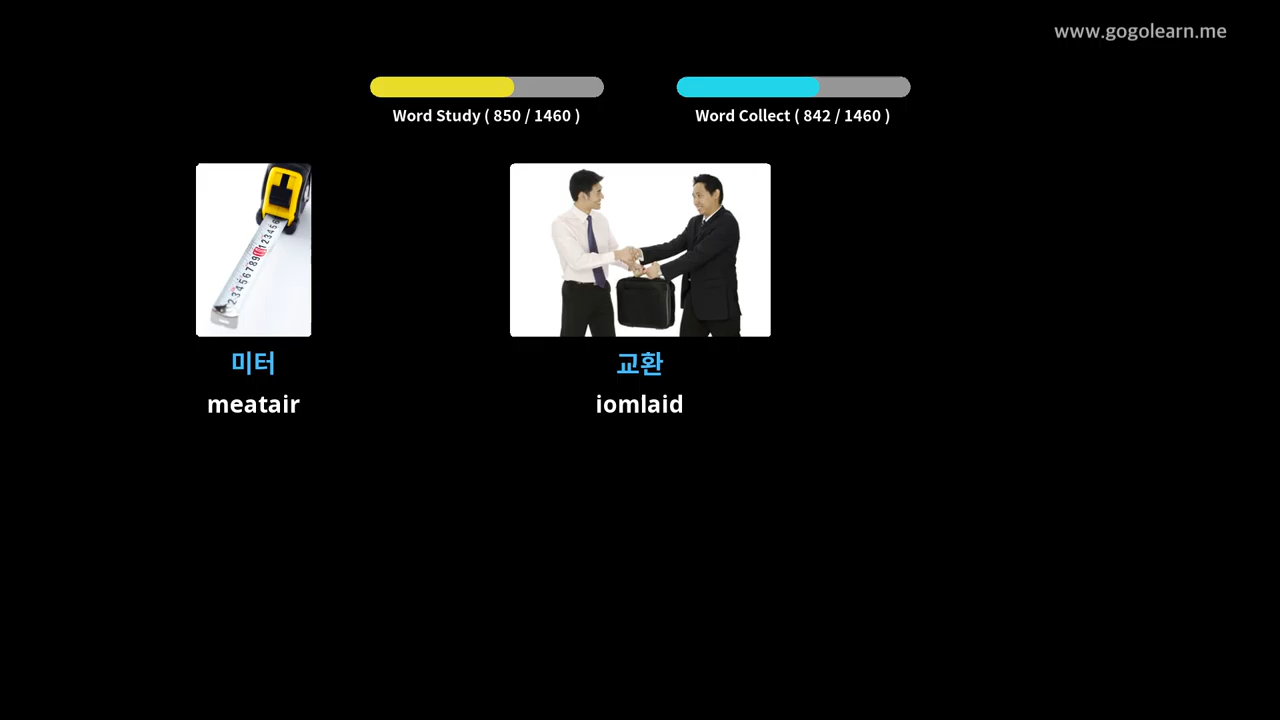 www.gogolearn.me
Word Study ( 850 / 1460 )
Word Collect ( 842 / 1460 )
미터
meatair
교환
iomlaid